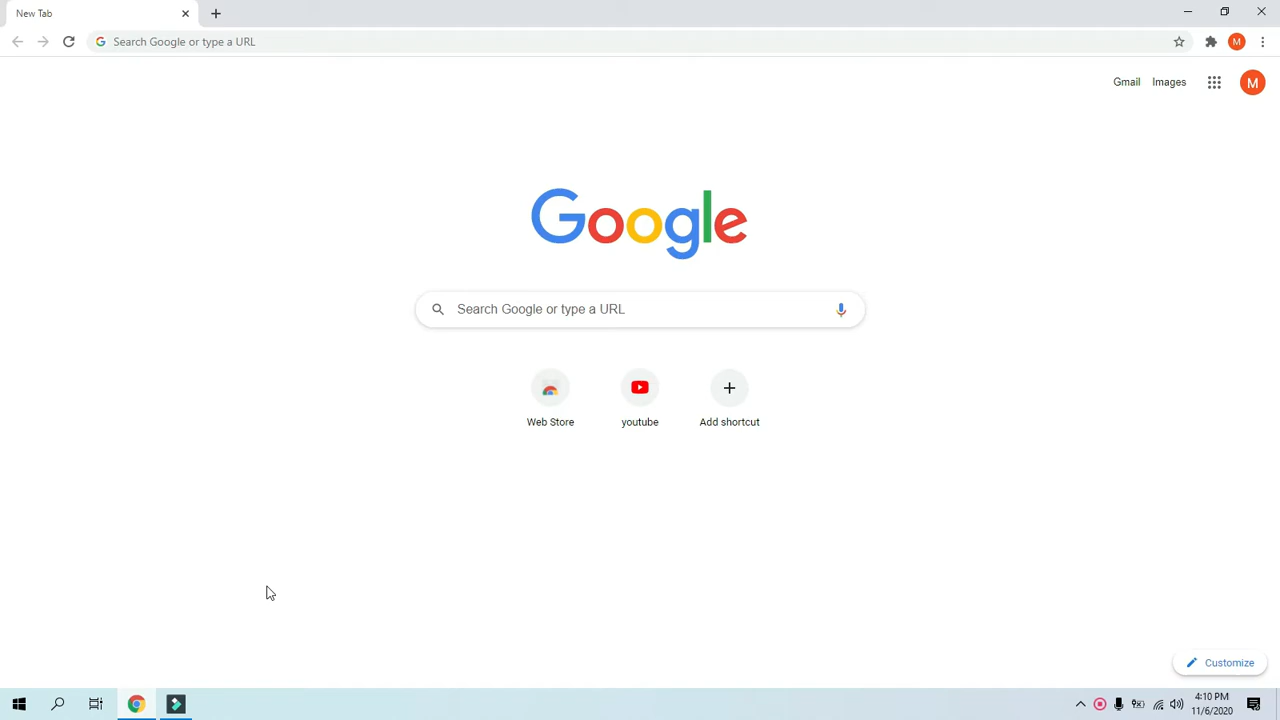 New Tab
Search Google or type a URL
M
Gmail Images M
Google
Search Google or type a URL
Web Store youtube Add shortcut
Customize
4:10 PM
11/6/2020